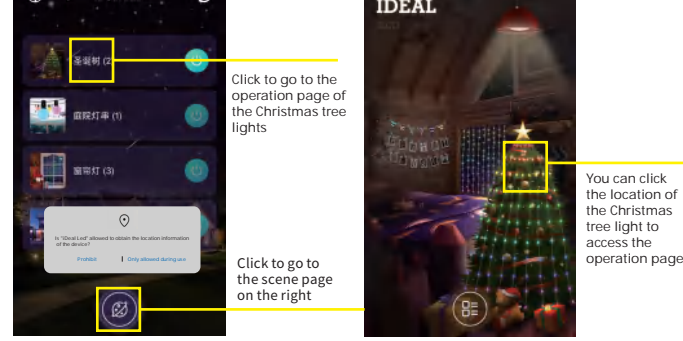 IDEAL
圣诞树 (2)
庭院灯串 (1)
窗帘灯 (3)
Is "iDeal Led" allowed to obtain the location information
of the device?
Prohibit
Only allowed during use
Click to go to the
operation page of
the Christmas tree
lights
Click to go to
the scene page
on the right
You can click
the location of
the Christmas
tree light to
access the
operation page